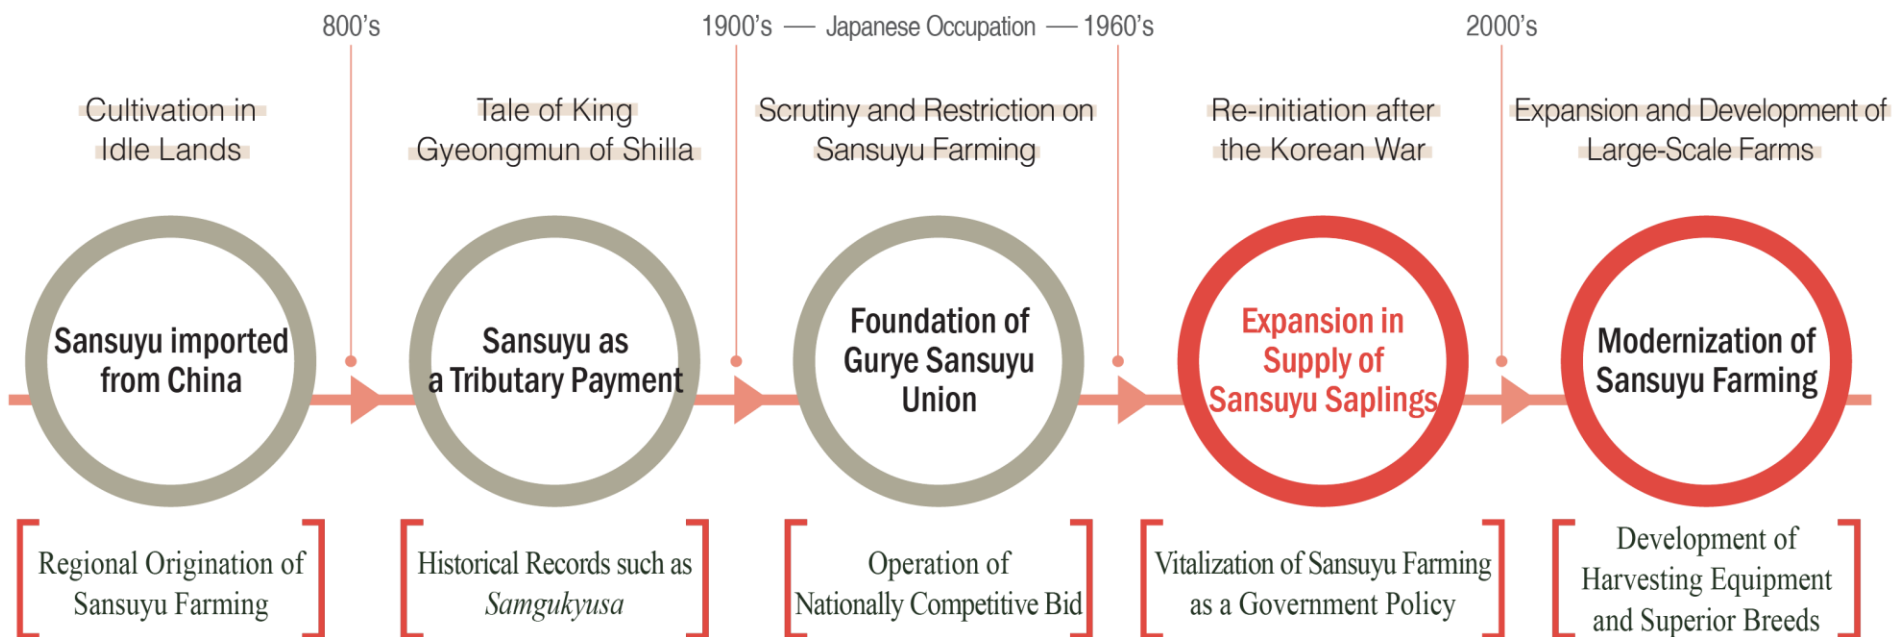 800's
1900's — Japanese Occupation — 1960's
2000's
Cultivation in
Idle Lands
Tale of King
Gyeongmun of Shilla
Scrutiny and Restriction on
Sansuyu Farming
Re-initiation after
the Korean War
Expansion and Development of
Large-Scale Farms
Sansuyu imported
from China
Sansuyu as
a Tributary Payment
Foundation of
Gurye Sansuyu
Union
Expansion in
Supply of
Sansuyu Saplings
Modernization of
Sansuyu Farming
Regional Origination of
Sansuyu Farming
Historical Records such as
Samgukyusa
Operation of
Nationally Competitive Bid
Vitalization of Sansuyu Farming
as a Government Policy
Development of
Harvesting Equipment
and Superior Breeds